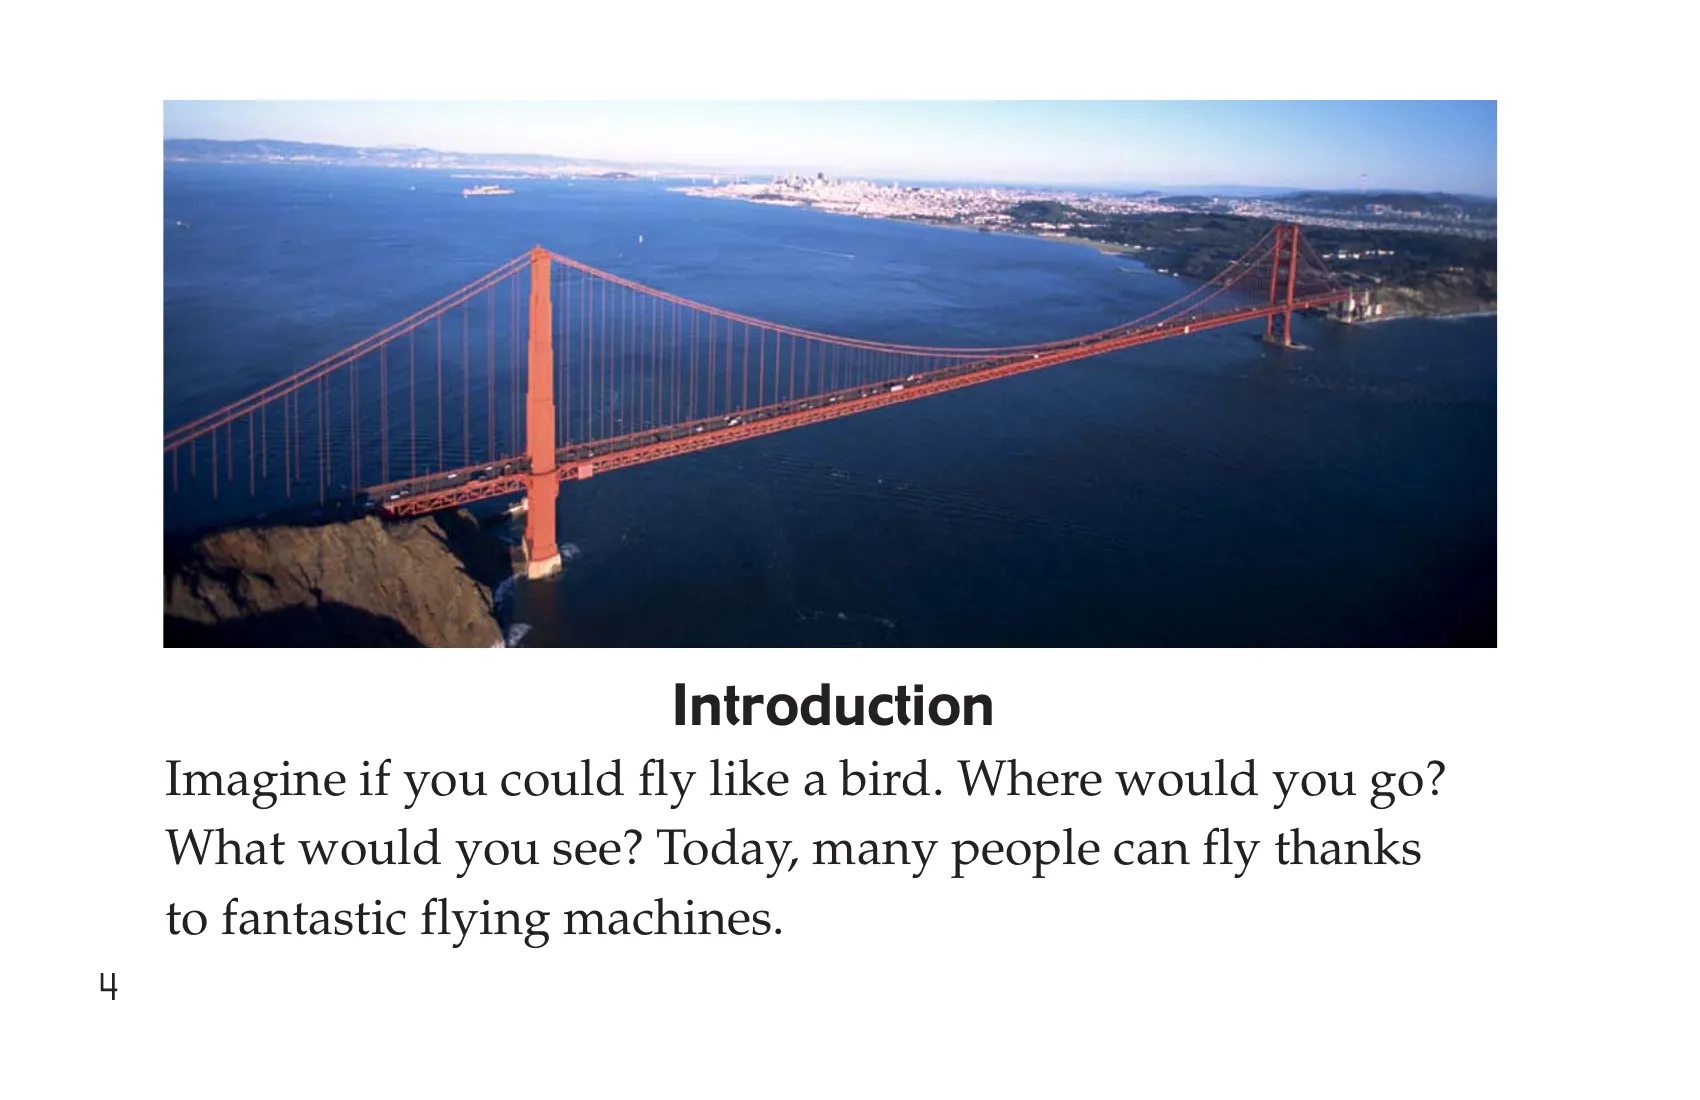 Introduction
Imagine if you could fly like a bird. Where would you go?
What would you see? Today, many people can fly thanks
to fantastic flying machines.
4